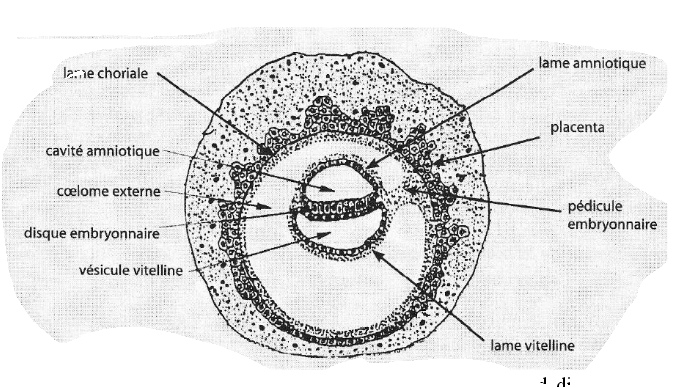 lame choriale
cavité amniotique
cœlome externe
disque embryonnaire
vésicule vitelline
lame amniotique
placenta
pédicule
embryonnaire
lame vitelline